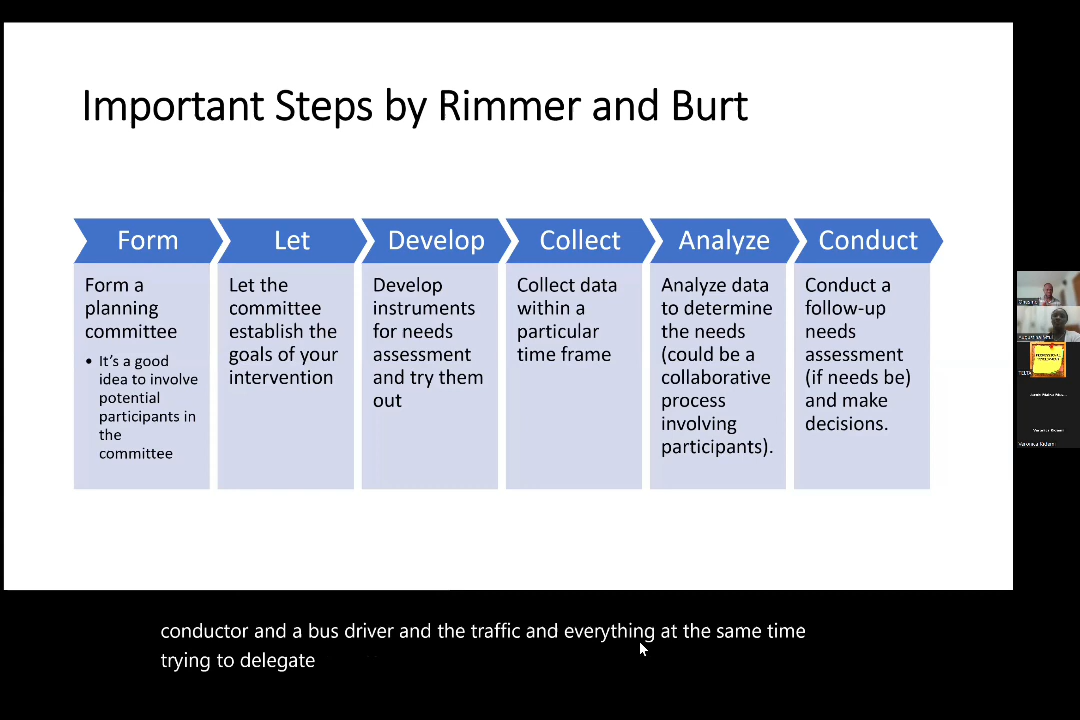 Important Steps by Rimmer and Burt
Form
Let
Develop
Collect
Analyze
Conduct
Form a
planning
committee
• It's a good
idea to involve
potential
participants in
the
committee
Let the
committee
establish the
goals of your
intervention
Develop
instruments
for needs
assessment
and try them
out
Collect data
within a
particular
time frame
Analyze data
to determine
the needs
(could be a
collaborative
process
involving
participants).
Conduct a
follow-up
needs
assessment
(if needs be)
and make
decisions.
conductor and a bus driver and the traffic and everything at the same time
trying to delegate
TELTA
Veronica Kidemi